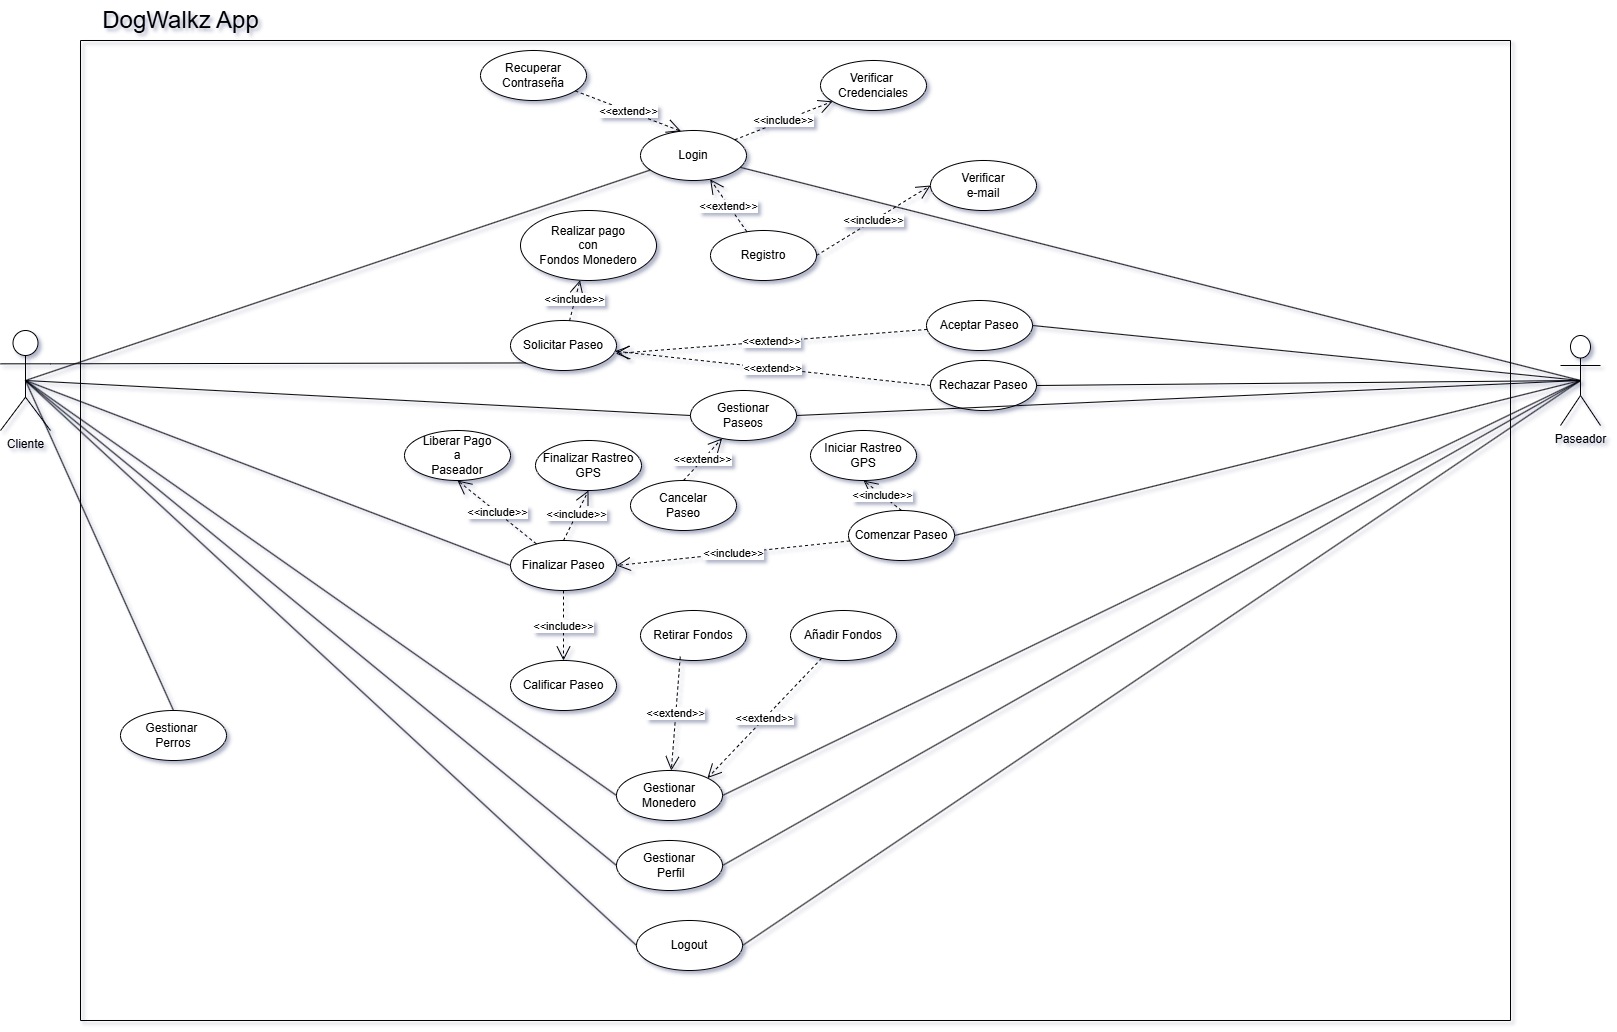 DogWalkz App
Recuperar
Contraseña
Verificar
Credenciales
<<extend>>
<<include>>
Login
Verificar
e-mail
<<extend>>
<<include>>
Realizar pago
con
Fondos Monedero
Registro
<<include>>
Aceptar Paseo
Solicitar Paseo
<<extend>>
<<extend>>
Rechazar Paseo
Gestionar
Paseos
Cliente
Paseador
Liberar Pago
a
Paseador
Finalizar Rastreo
GPS
<<extend>>
Iniciar Rastreo
GPS
Cancelar
Paseo
<<include>>
<<include>>
<<include>>
Comenzar Paseo
<<include>>
Finalizar Paseo
<<include>>
Retirar Fondos
Añadir Fondos
Calificar Paseo
<<extend>>
<<extend>>
Gestionar
Perros
Gestionar
Monedero
Gestionar
Perfil
Logout